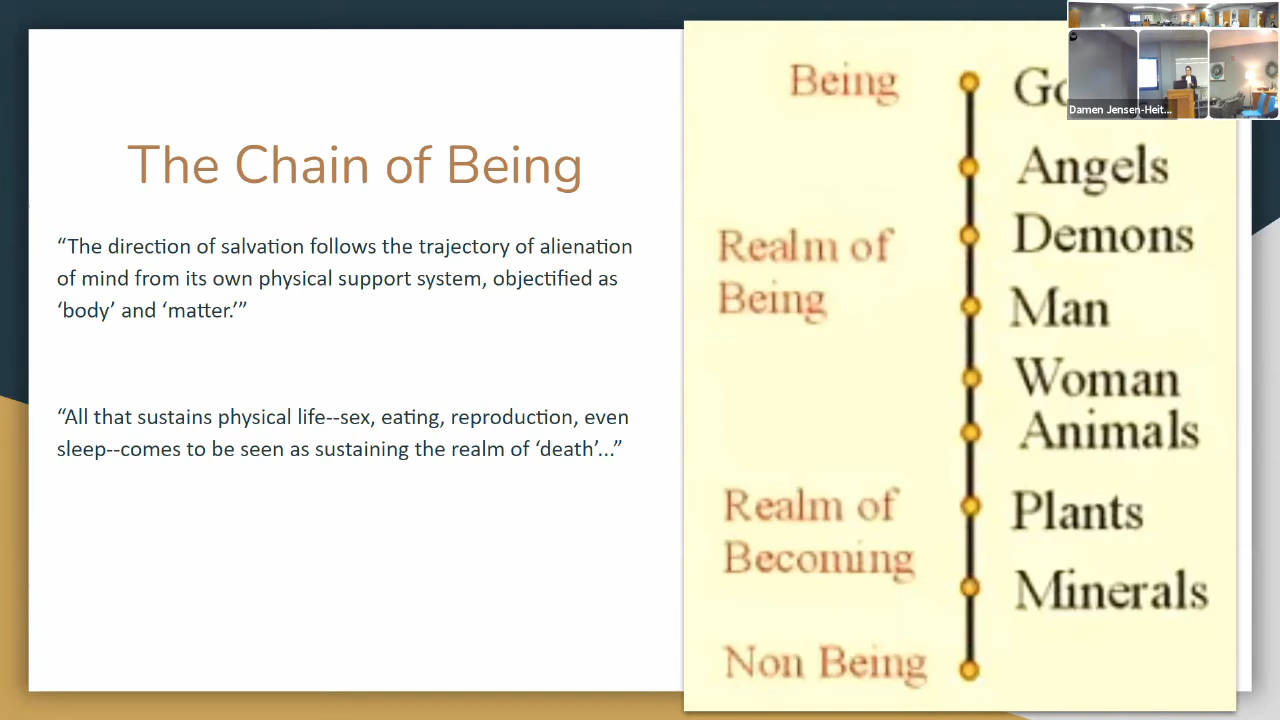 The Chain of Being
“The direction of salvation follows the trajectory of alienation
of mind from its own physical support system, objectified as
‘body’ and ‘matter.’”
“All that sustains physical life--sex, eating, reproduction, even
sleep--comes to be seen as sustaining the realm of ‘death’...”
Being
Angels
Demons
Realm of
Being
Man
Woman
Animals
Realm of
Becoming
Plants
Minerals
Non Being
Damen Jensen-Heit...